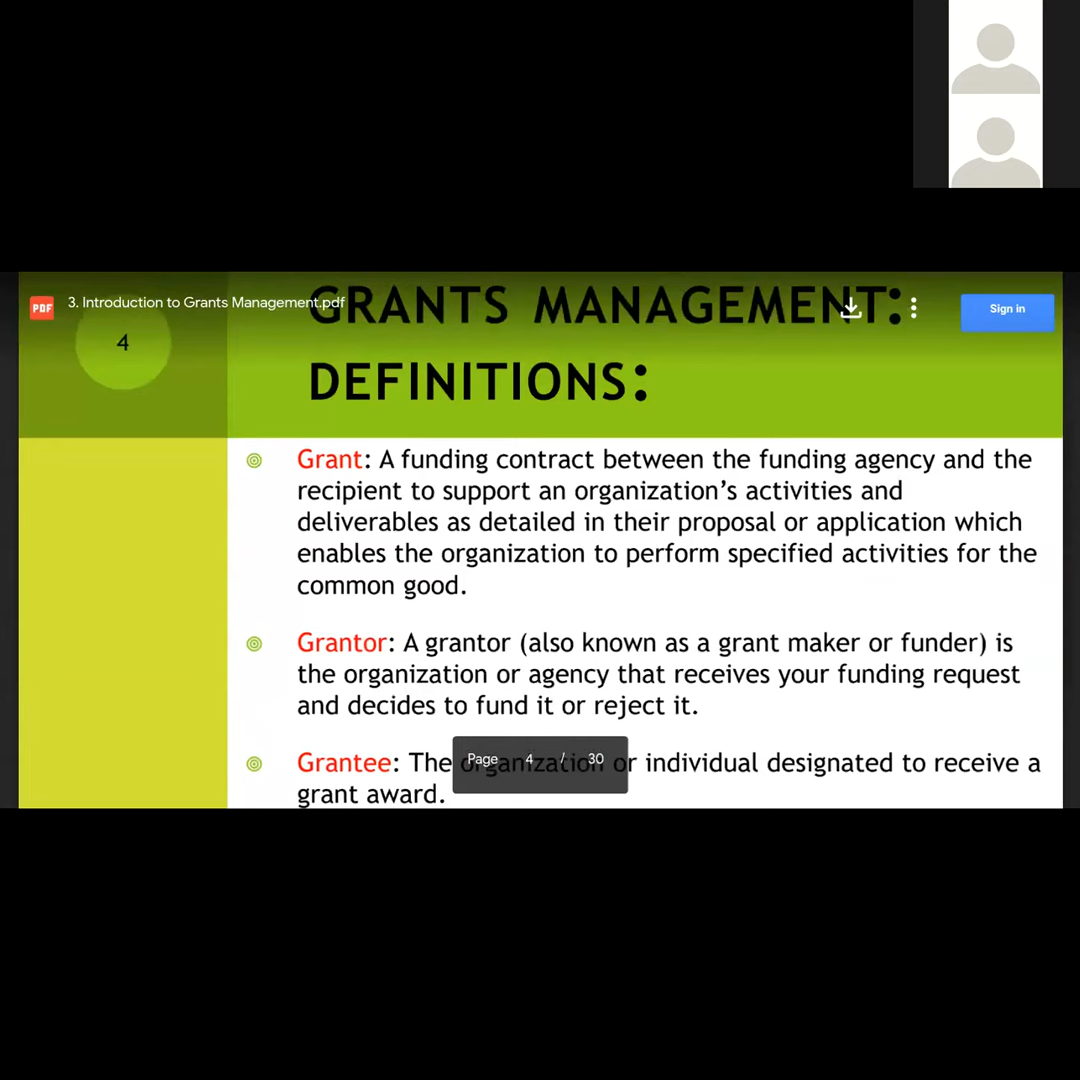 3. Introduction to Grants Management.pdf
PDF
Sign in
4
GRANTS MANAGEMENT:
DEFINITIONS:
Grant: A funding contract between the funding agency and the
recipient to support an organization’s activities and
deliverables as detailed in their proposal or application which
enables the organization to perform specified activities for the
common good.
Grantor: A grantor (also known as a grant maker or funder) is
the organization or agency that receives your funding request
and decides to fund it or reject it.
Grantee: The organization or individual designated to receive a
grant award.
Page 4 / 30